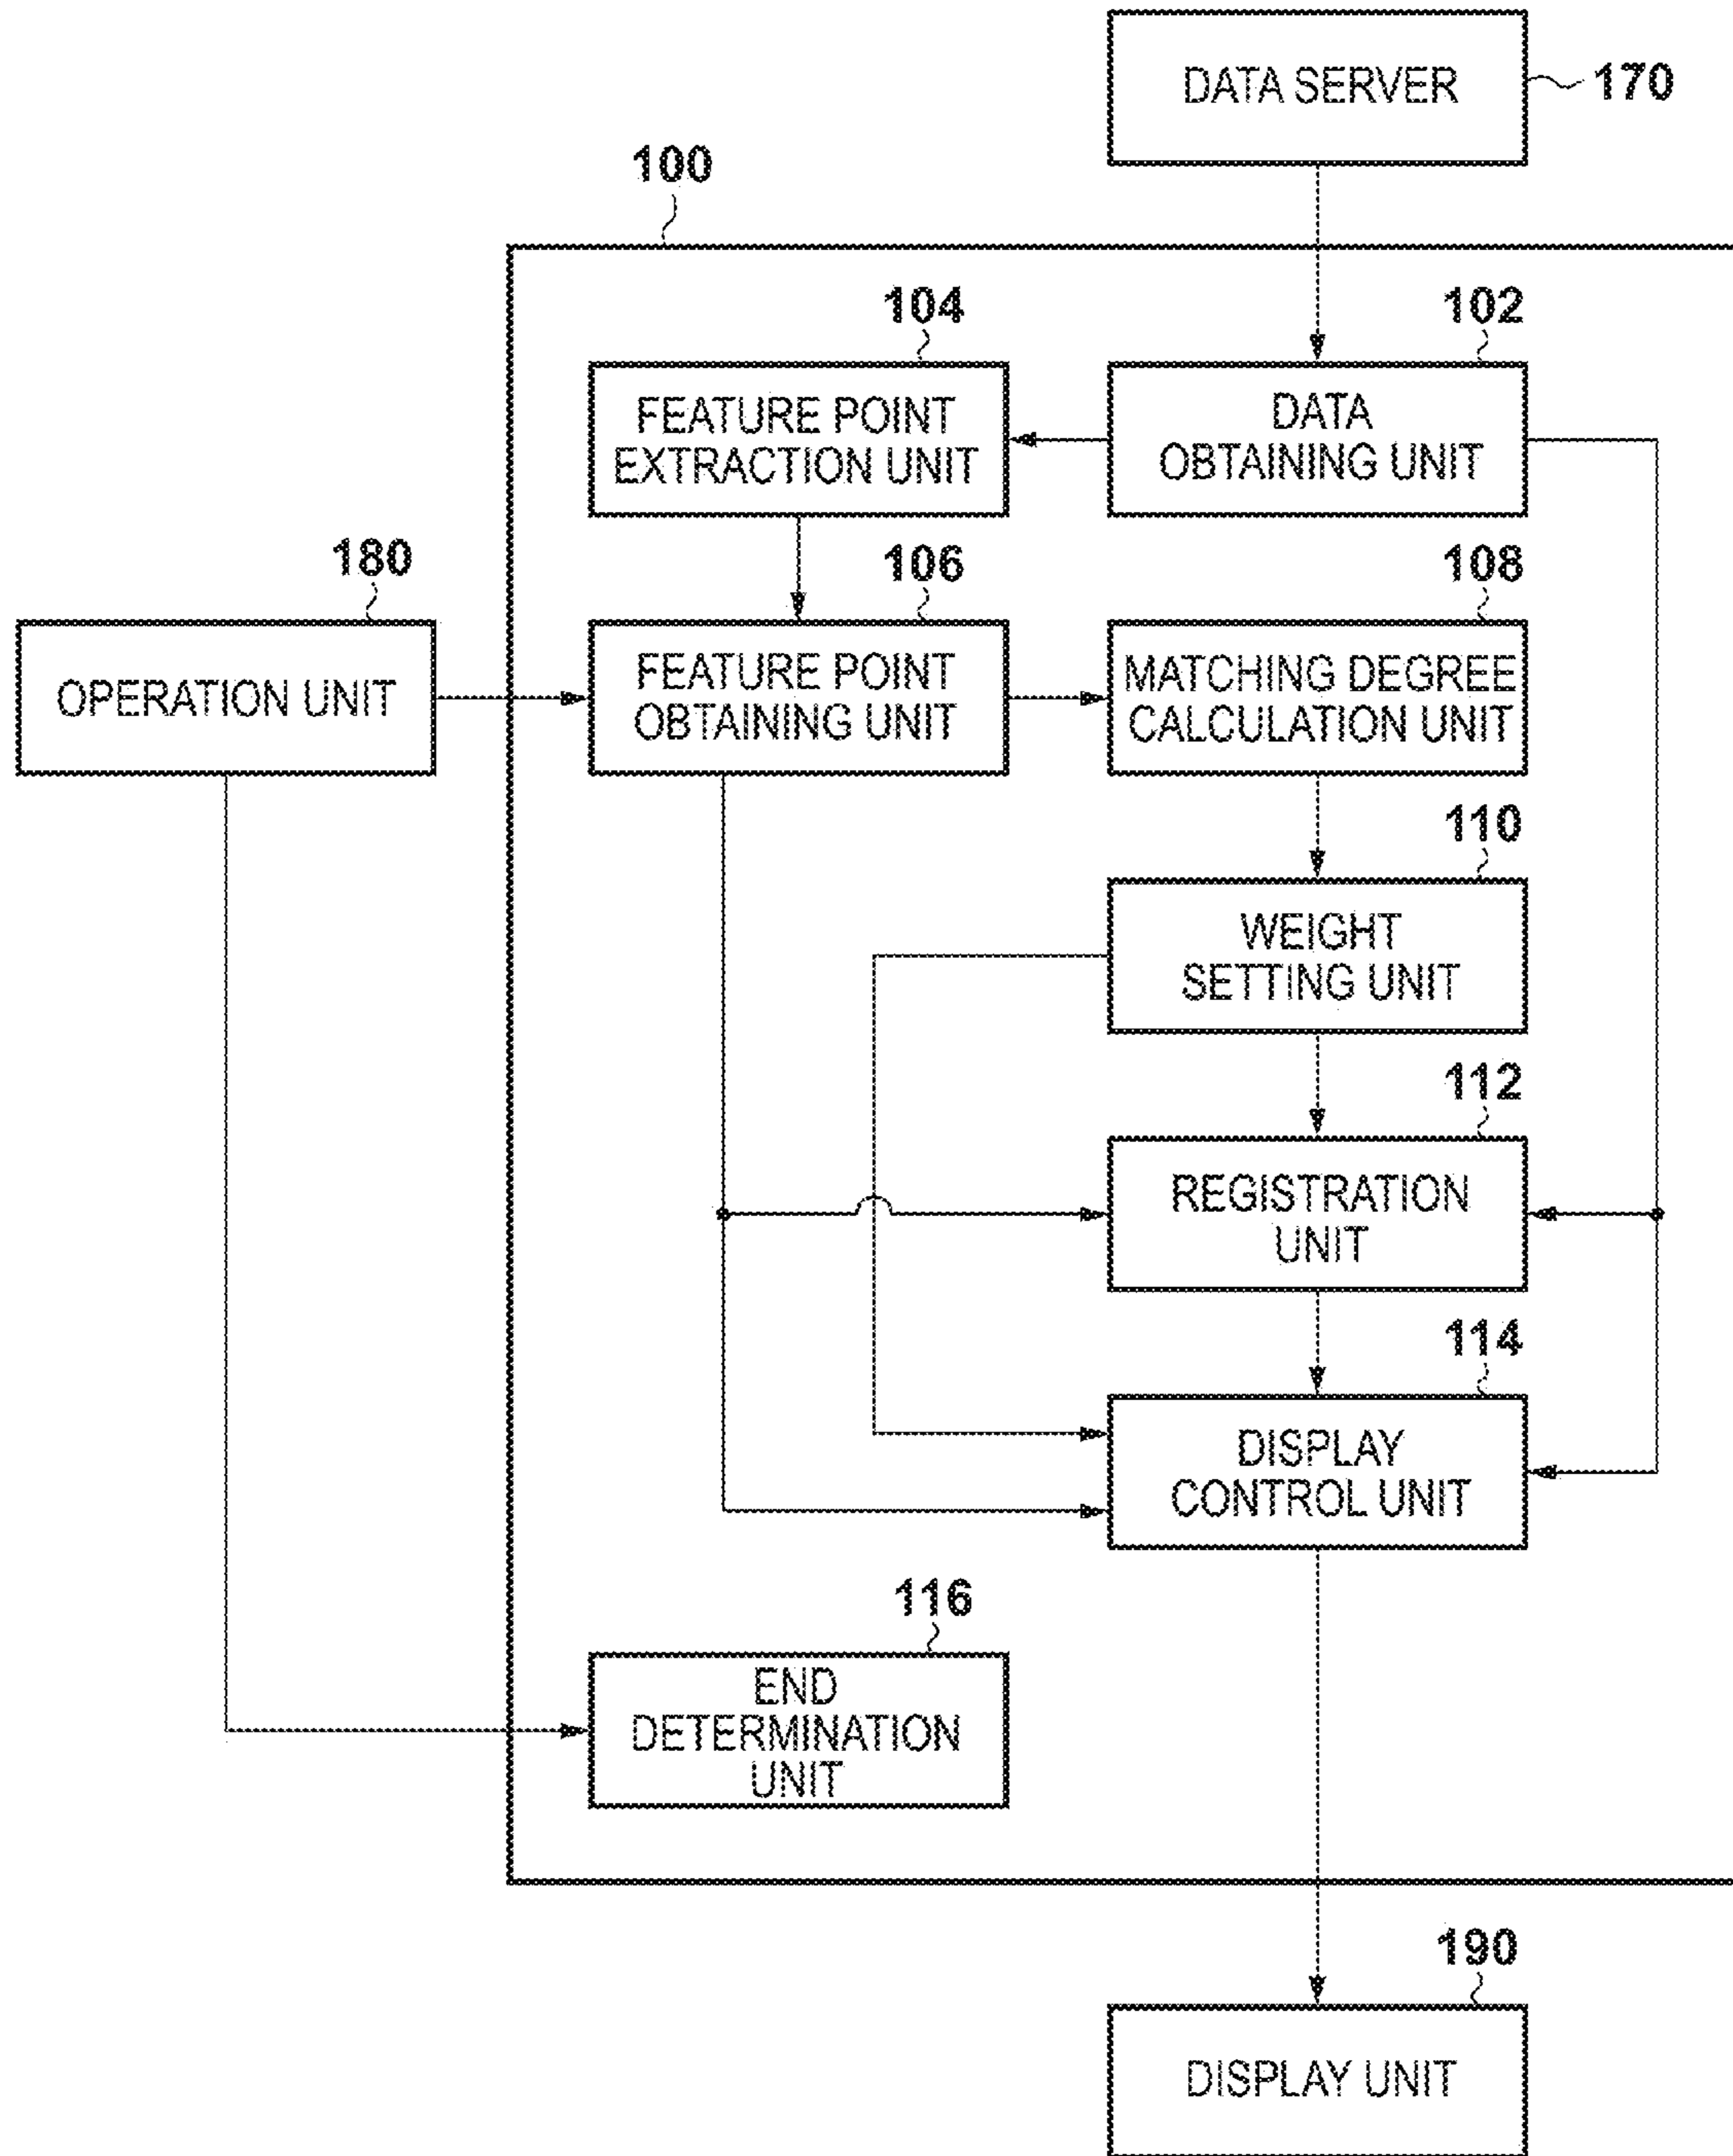 DATA SERVER
170
100
104
102
FEATURE POINT
EXTRACTION UNIT
DATA
OBTAINING UNIT
180
106
108
OPERATION UNIT
FEATURE POINT
OBTAINING UNIT
MATCHING DEGREE
CALCULATION UNIT
110
WEIGHT
SETTING UNIT
112
REGISTRATION
UNIT
114
DISPLAY
CONTROL UNIT
116
END
DETERMINATION
UNIT
190
DISPLAY UNIT